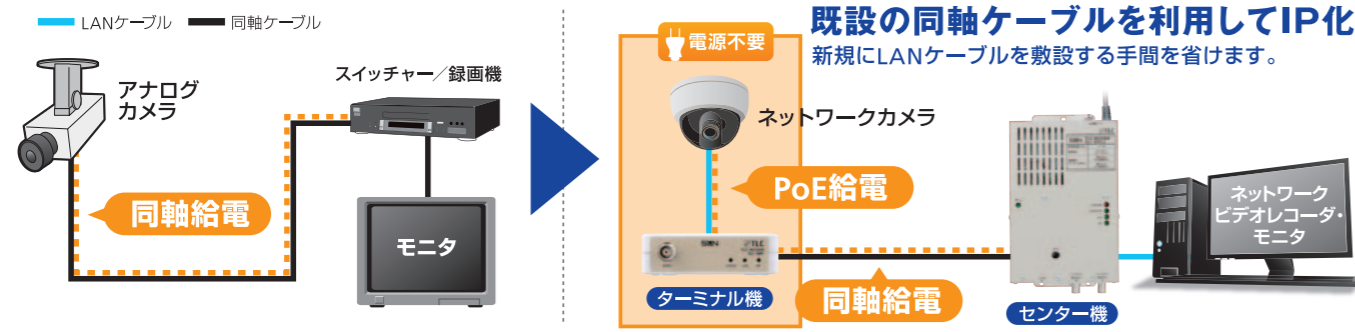 LANケーブル 同軸ケーブル
アナログ
カメラ
スイッチャー/録画機
同軸給電
モニタ
既設の同軸ケーブルを利用してIP化
新規にLANケーブルを敷設する手間を省けます。
電源不要
ネットワークカメラ
PoE給電
TLC
ターミナル機
同軸給電
センター機
ネットワーク
ビデオレコーダ・
モニタ